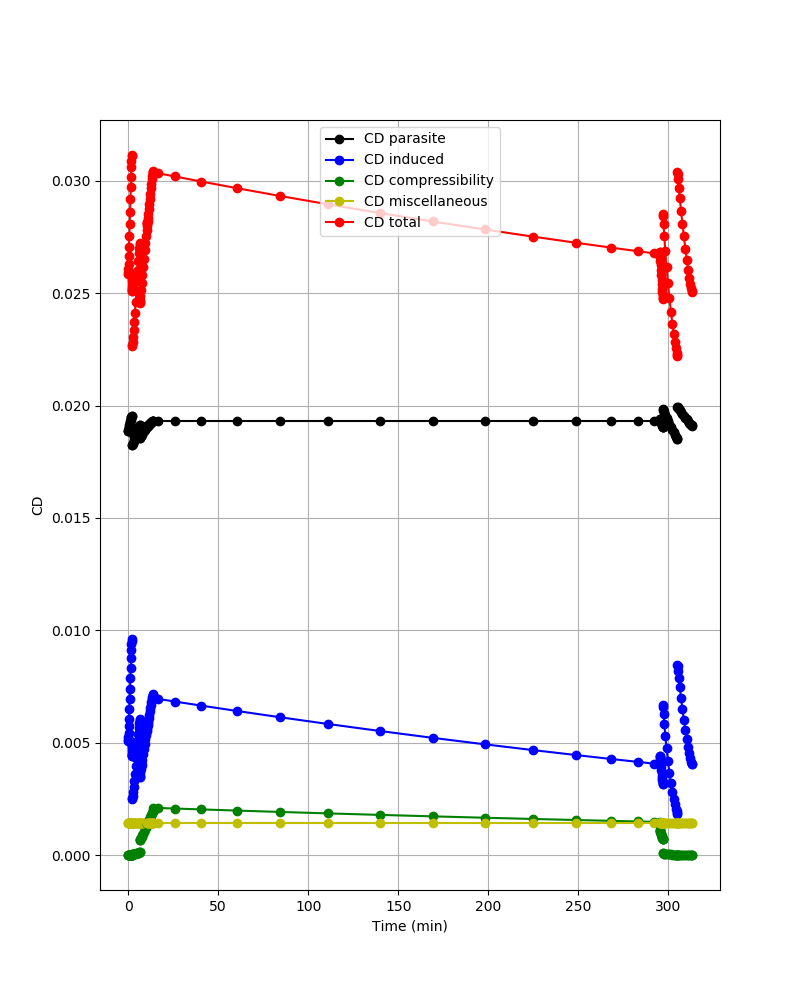 CD parasite
CD induced
CD compressibility
CD miscellaneous
CD total
0.030
0.025
0.020
0.015
0.010
0.005
0.000
CD
0 50 100 150 200 250 300
Time (min)